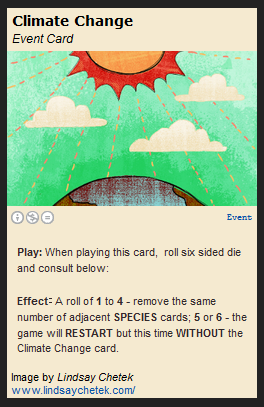 Climate Change
Event Card
Event
Play: When playing this card, roll six sided die
and consult below:
Effect: A roll of 1 to 4 - remove the same
number of adjacent SPECIES cards; 5 or 6 - the
game will RESTART but this time WITHOUT the
Climate Change card.
Image by Lindsay Chetek
www.lindsaychetek.com/